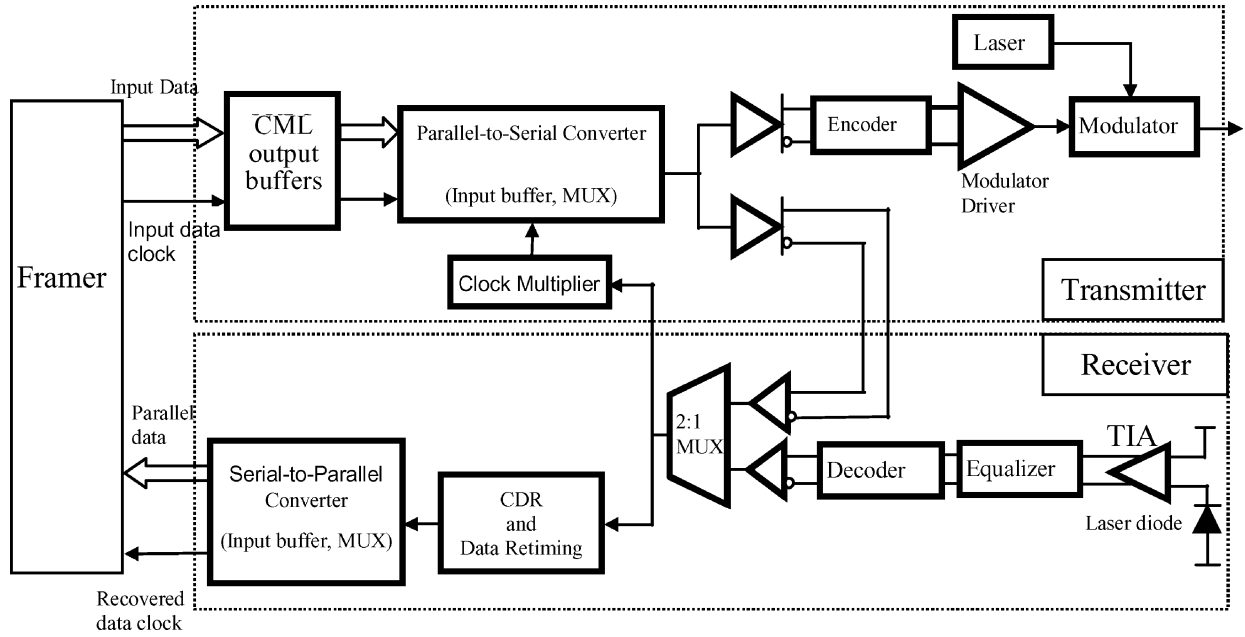 Laser
Input Data
CML
output
buffers
Parallel-to-Serial Converter
(Input buffer, MUX)
Encoder
Modulator
Modulator
Driver
Input data
clock
Framer
Clock Multiplier
Transmitter
Receiver
Parallel
data
2:1
MUX
TIA
Serial-to-Parallel
Converter
(Input buffer, MUX)
CDR
and
Data Retiming
Decoder
Equalizer
Laser diode
Recovered
data clock